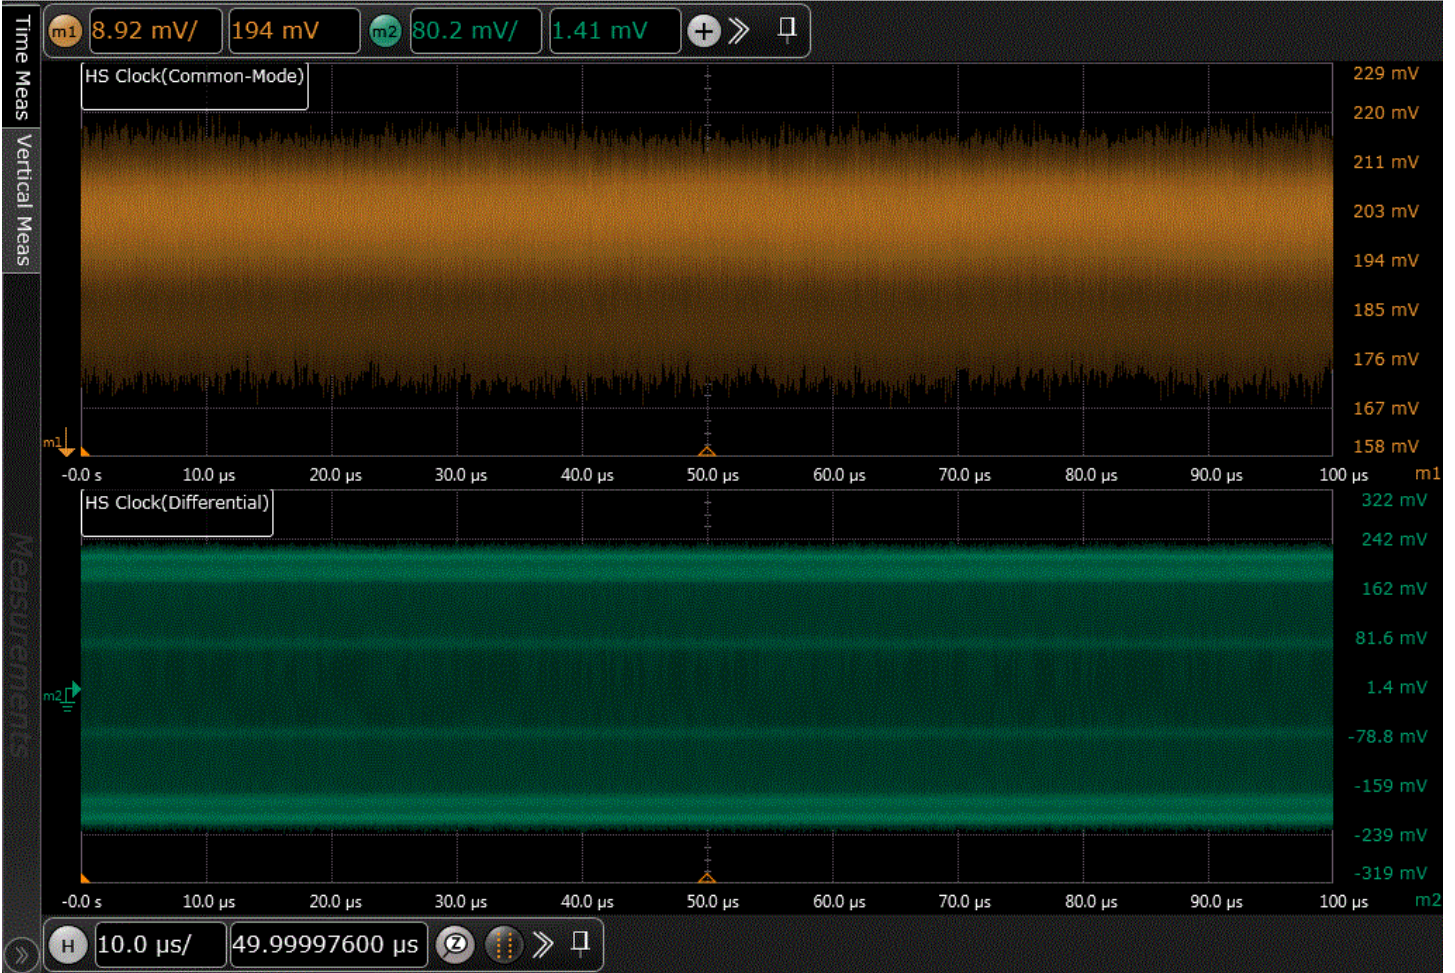 m1 8.92 mV/ 194 mV m2 80.2 mV/ 1.41 mV
Time Meas
Vertical Meas
Measurements
HS Clock(Common-Mode)
229 mV
220 mV
211 mV
203 mV
194 mV
185 mV
176 mV
167 mV
158 mV
m1
-0.0 s 10.0 µs 20.0 µs 30.0 µs 40.0 µs 50.0 µs 60.0 µs 70.0 µs 80.0 µs 90.0 µs 100 µs m1
HS Clock(Differential)
322 mV
242 mV
162 mV
81.6 mV
1.4 mV
m2
-78.8 mV
-159 mV
-239 mV
-319 mV
-0.0 s 10.0 µs 20.0 µs 30.0 µs 40.0 µs 50.0 µs 60.0 µs 70.0 µs 80.0 µs 90.0 µs 100 µs m2
H 10.0 µs/ 49.99997600 µs Z